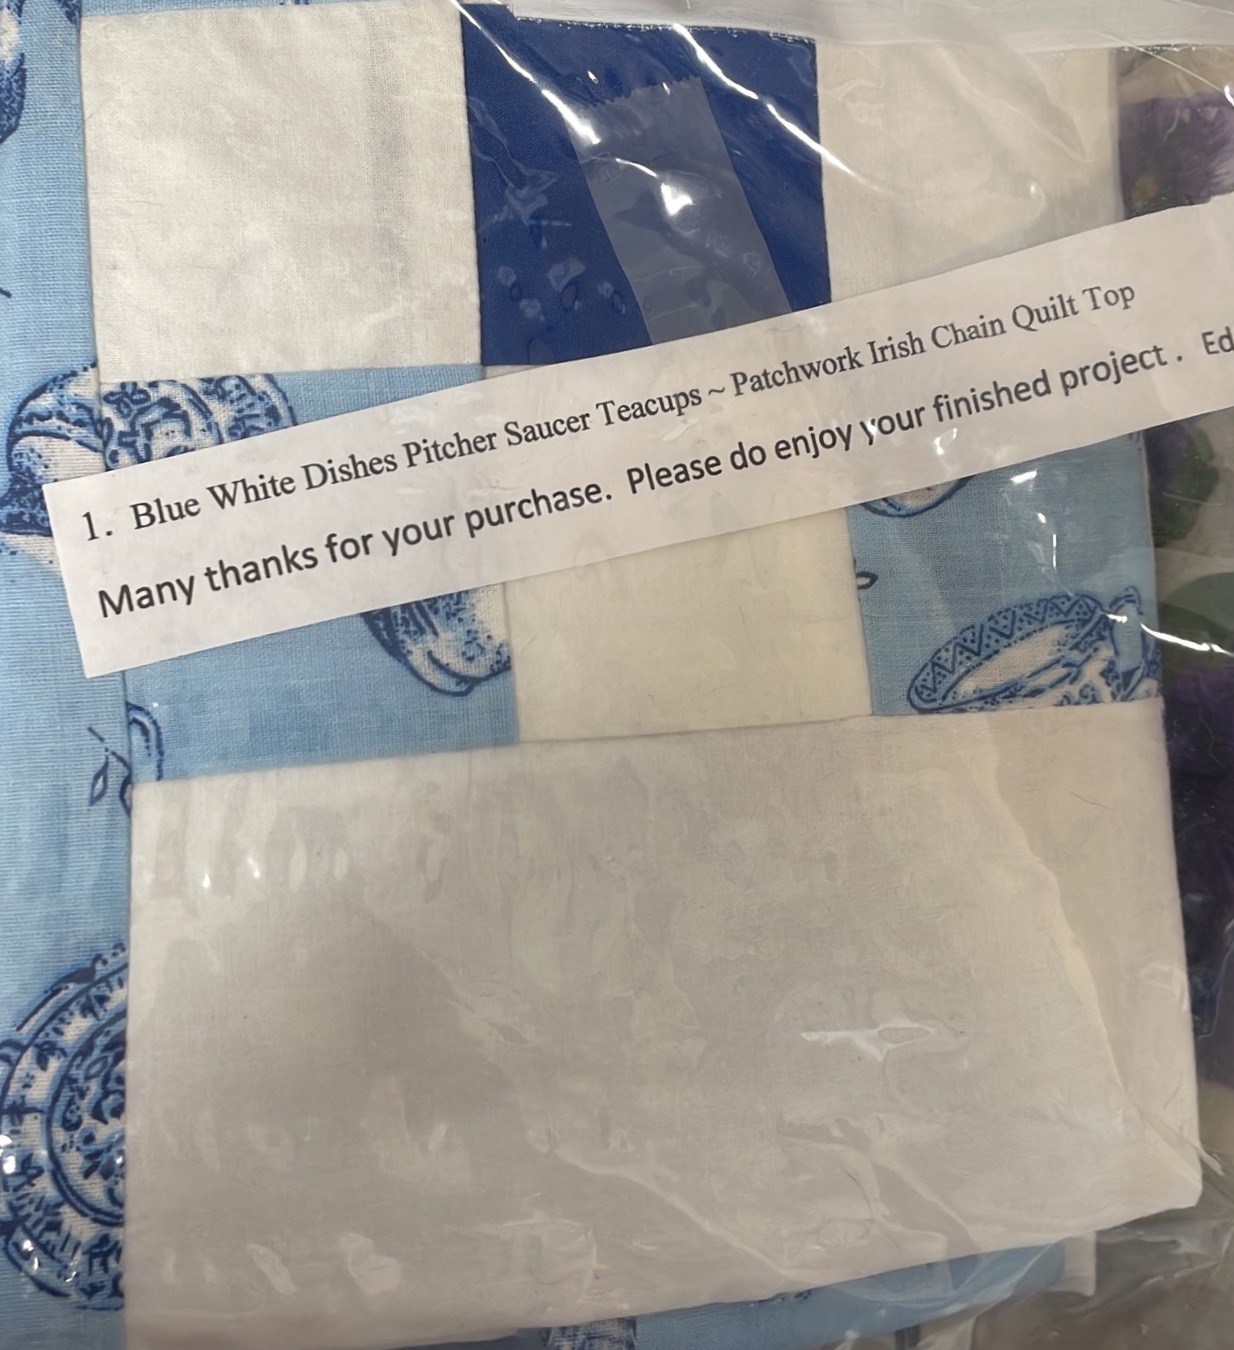 1. Blue White Dishes Pitcher Saucer Teacups ~ Patchwork Irish Chain Quilt Top
Many thanks for your purchase. Please do enjoy your finished project . Ed